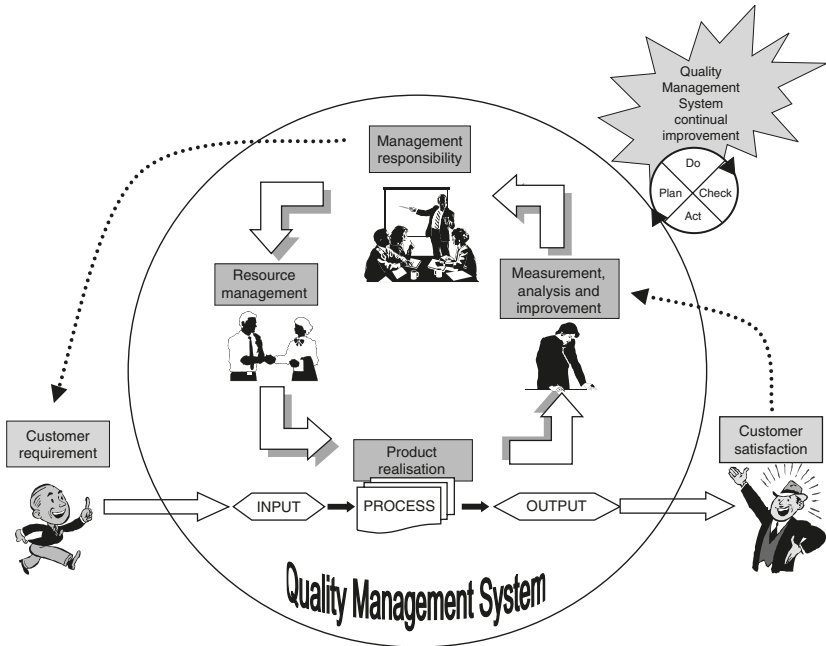 Quality
Management
System
continual
improvement
Do
Plan
Check
Act
Management
responsibility
Resource
management
Measurement,
analysis and
improvement
Customer
requirement
Product
realisation
Customer
satisfaction
INPUT
PROCESS
OUTPUT
Quality Management System